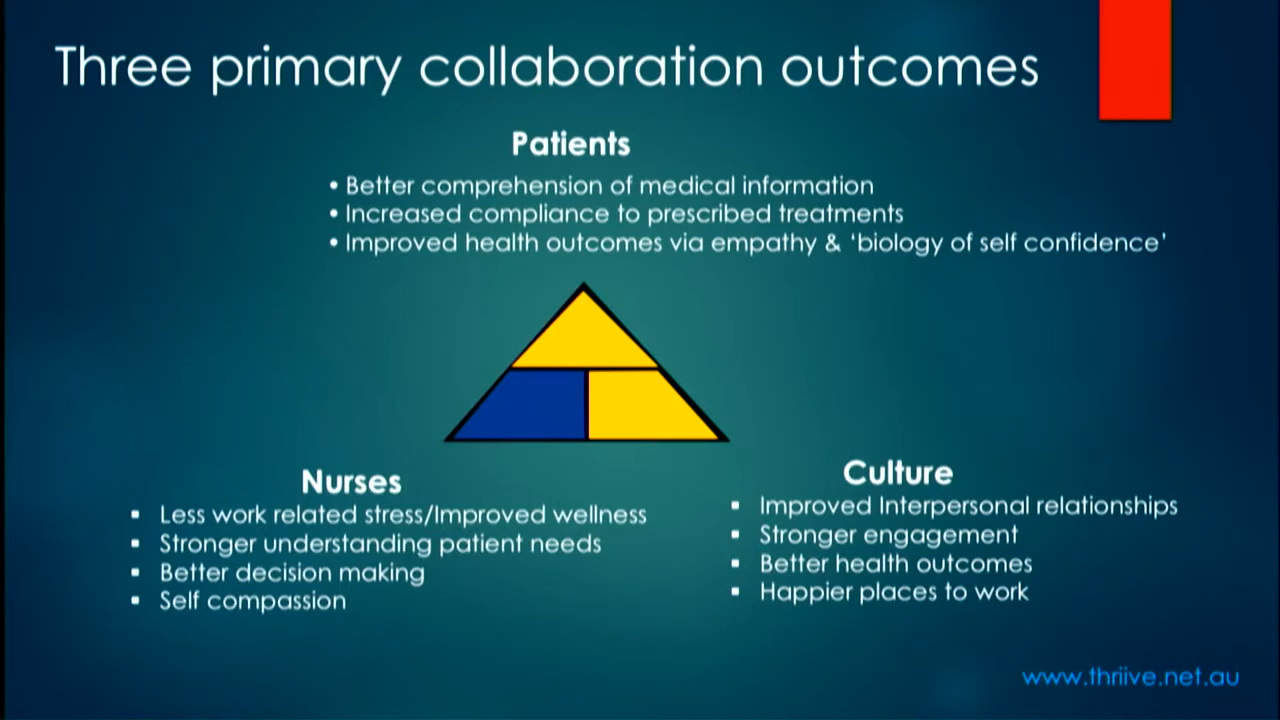 Three primary collaboration outcomes
Patients
• Better comprehension of medical information
• Increased compliance to prescribed treatments
• Improved health outcomes via empathy & ‘biology of self confidence’
Nurses
▪ Less work related stress/Improved wellness
▪ Stronger understanding patient needs
▪ Better decision making
▪ Self compassion
Culture
▪ Improved Interpersonal relationships
▪ Stronger engagement
▪ Better health outcomes
▪ Happier places to work
www.thriive.net.au